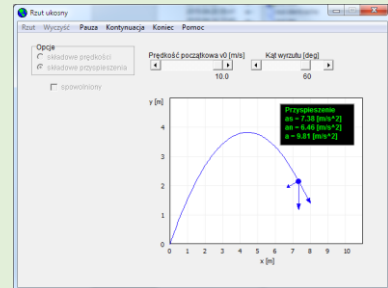 Rzut ukośny
Rzut Wyczyść Pauza Kontynuacja Koniec Pomoc
Opcje
składowe prędkości
składowe przyspieszenia
spowolniony
Prędkość początkowa v0 [m/s]
10.0
Kąt wyrzutu [deg]
60
y [m]
Przyspieszenie
as = 7.38 [m/s^2]
an = 6.46 [m/s^2]
a = 9.81 [m/s^2]
4
3
2
1
0
0 1 2 3 4 5 6 7 8 9 10
x [m]